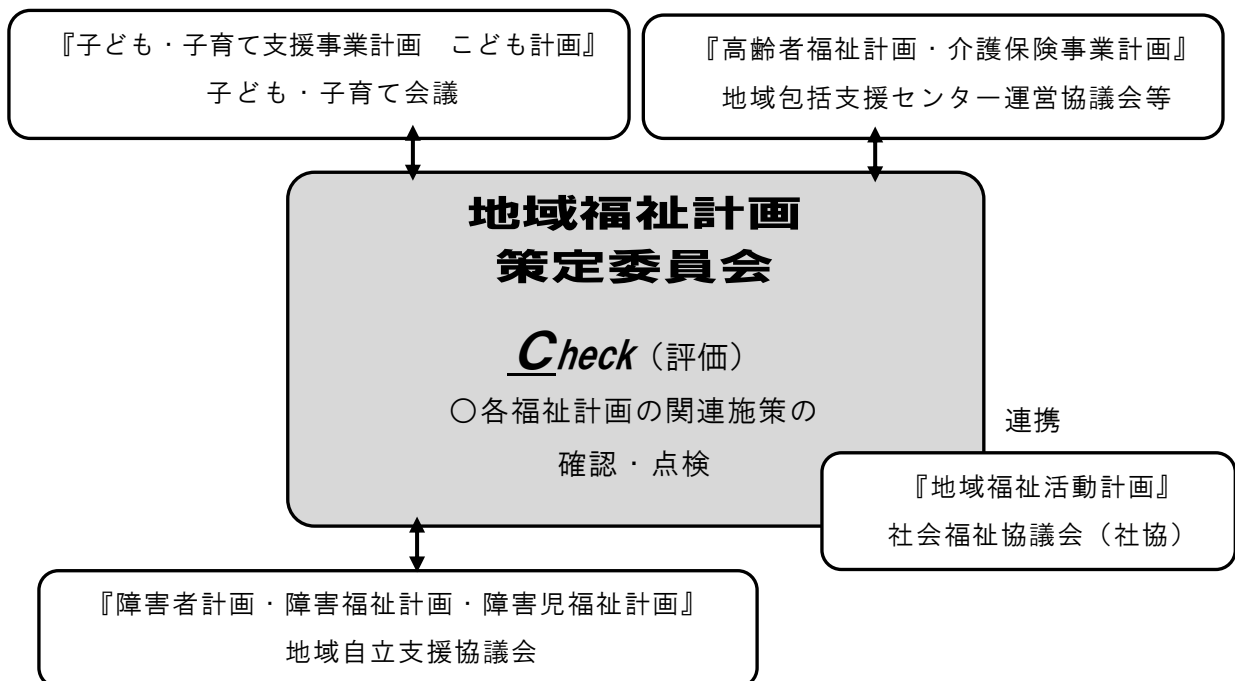 『子ども・子育て支援事業計画　こども計画』
子ども・子育て会議
『高齢者福祉計画・介護保険事業計画』
地域包括支援センター運営協議会等
地域福祉計画
策定委員会
Check（評価）
〇各福祉計画の関連施策の
確認・点検
連携
『地域福祉活動計画』
社会福祉協議会（社協）
『障害者計画・障害福祉計画・障害児福祉計画』
地域自立支援協議会